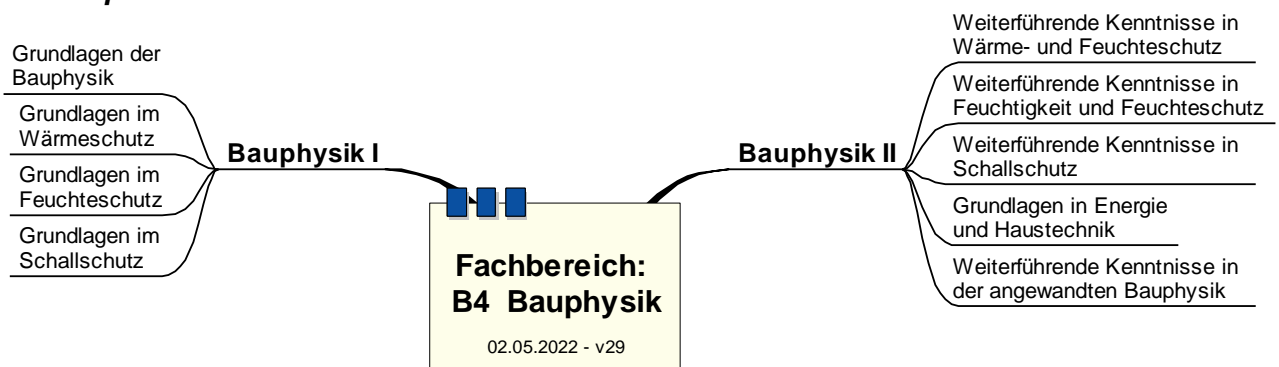 Grundlagen der
Bauphysik
Grundlagen im
Wärmeschutz
Grundlagen im
Feuchteschutz
Grundlagen im
Schallschutz
Bauphysik I
Fachbereich:
B4 Bauphysik
02.05.2022 - v29
Bauphysik II
Weiterführende Kenntnisse in
Wärme- und Feuchteschutz
Weiterführende Kenntnisse in
Feuchtigkeit und Feuchteschutz
Weiterführende Kenntnisse in
Schallschutz
Grundlagen in Energie
und Haustechnik
Weiterführende Kenntnisse in
der angewandten Bauphysik